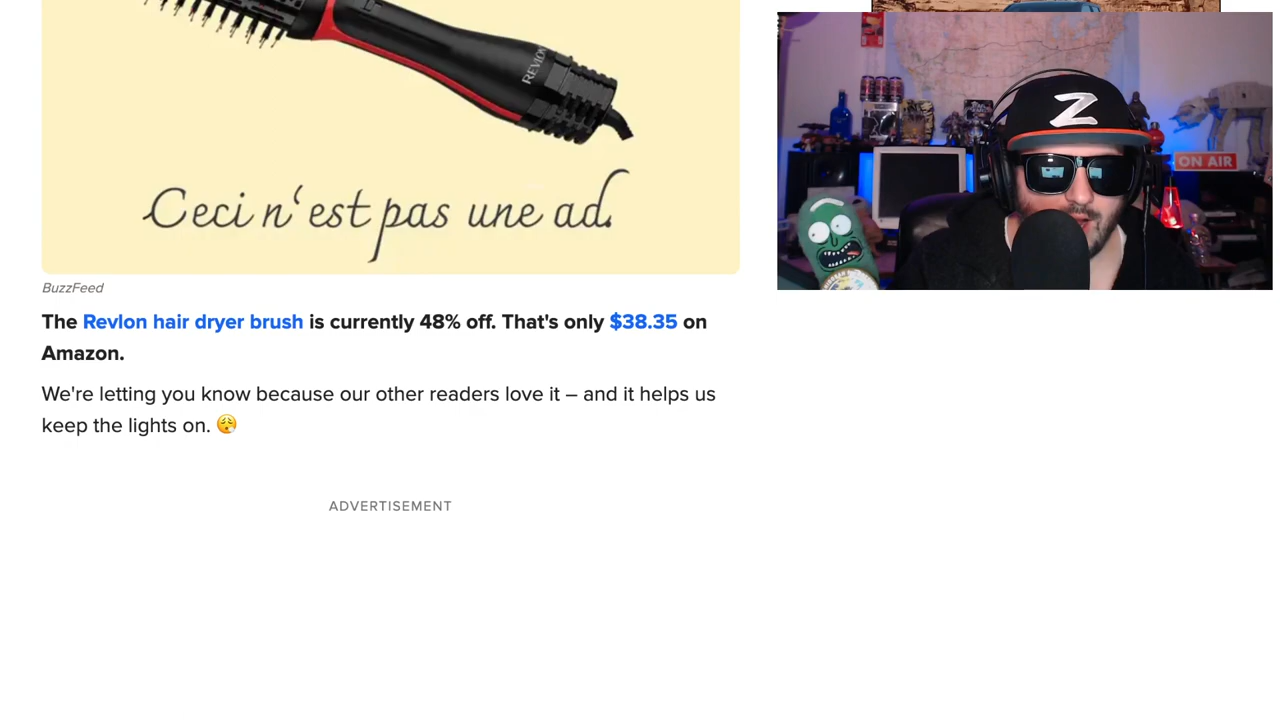 REVLON
Ceci n'est pas une ad.
BuzzFeed
The Revlon hair dryer brush is currently 48% off. That's only $38.35 on
Amazon.
We're letting you know because our other readers love it – and it helps us
keep the lights on. 😮‍💨
ADVERTISEMENT
Z
ON AIR